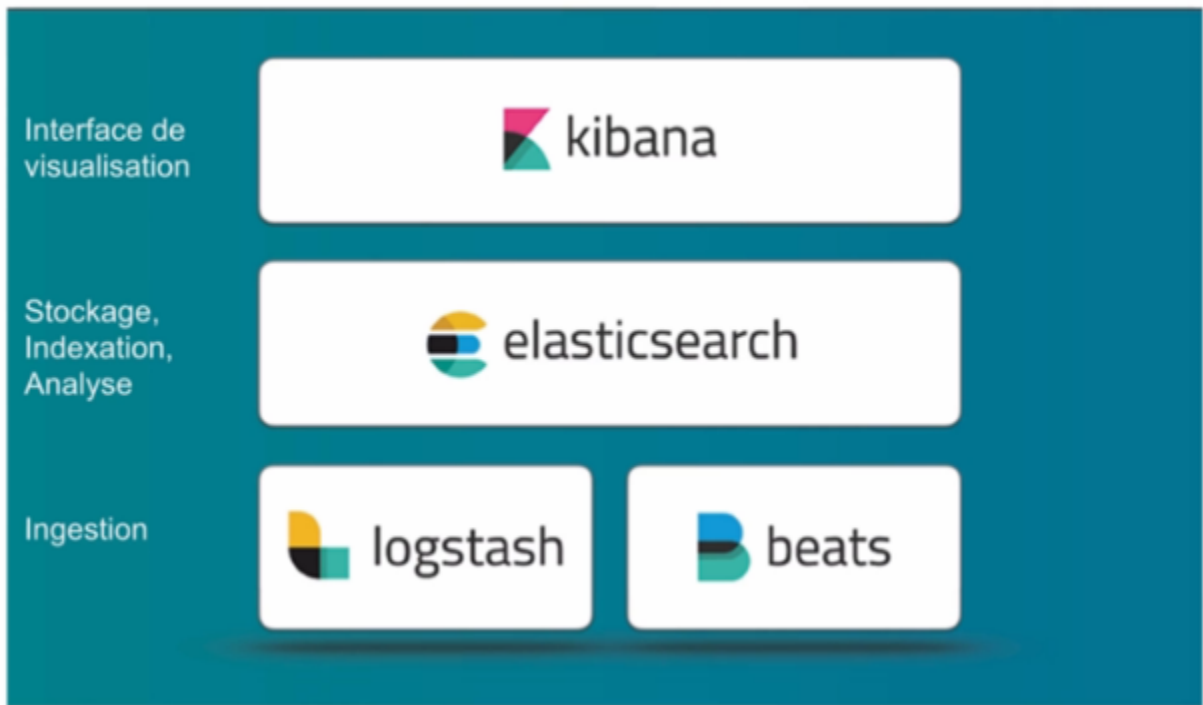 Interface de
visualisation
kibana
Stockage,
Indexation,
Analyse
elasticsearch
Ingestion
logstash
beats